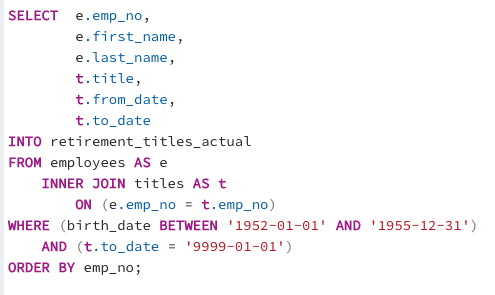 SELECT  e.emp_no,
        e.first_name,
        e.last_name,
        t.title,
        t.from_date,
        t.to_date
INTO retirement_titles_actual
FROM employees AS e
    INNER JOIN titles AS t
        ON (e.emp_no = t.emp_no)
WHERE (birth_date BETWEEN '1952-01-01' AND '1955-12-31')
    AND (t.to_date = '9999-01-01')
ORDER BY emp_no;